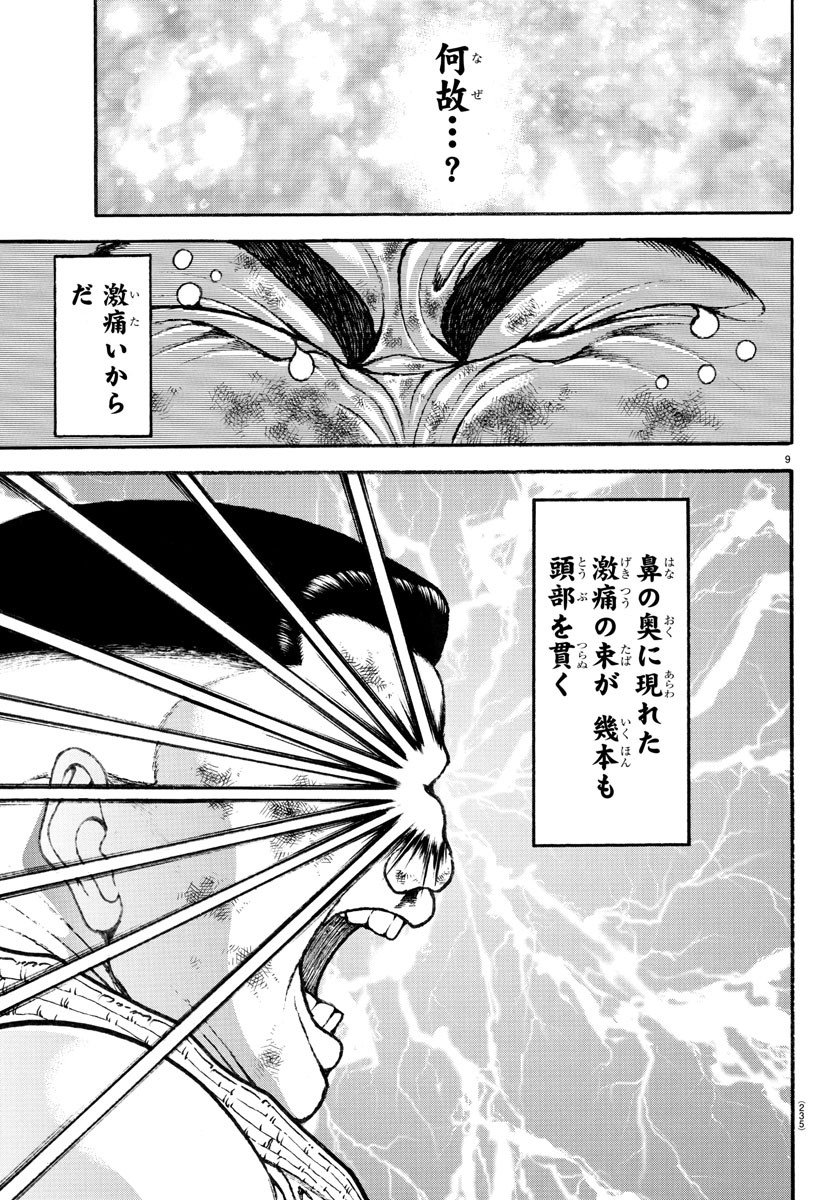 何故…？
激痛いから
だ
9
鼻の奥に現れた
激痛の束が 幾本も
頭部を貫く
(235)